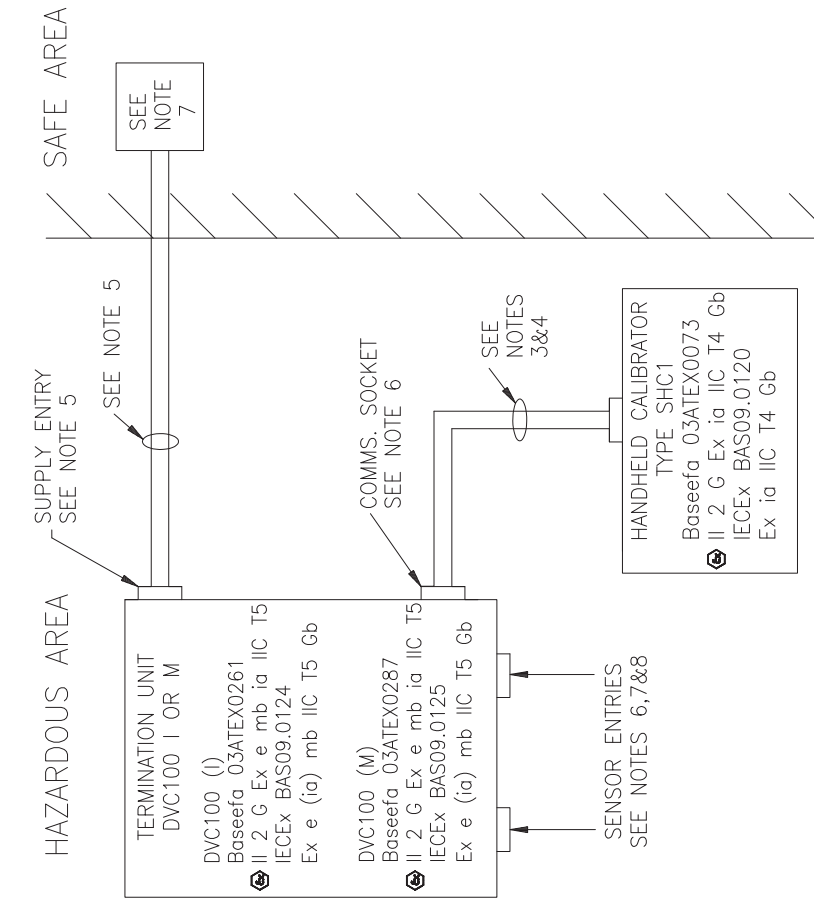 HAZARDOUS AREA
SAFE AREA
SUPPLY ENTRY
SEE NOTE 5
SEE NOTE 5
SEE
NOTE
7
TERMINATION UNIT
DVC100 I OR M
DVC100 (I)
Baseefa 03ATEX0261
Ex II 2 G Ex e mb ia IIC T5
IECEx BAS09.0124
Ex e (ia) mb IIC T5 Gb
DVC100 (M)
Baseefa 03ATEX0287
Ex II 2 G Ex e mb ia IIC T5
IECEx BAS09.0125
Ex e (ia) mb IIC T5 Gb
COMMS. SOCKET
SEE NOTE 6
SEE
NOTES
3&4
SENSOR ENTRIES
SEE NOTES 6,7&8
HANDHELD CALIBRATOR
TYPE SHC1
Baseefa 03ATEX0073
Ex II 2 G Ex ia IIC T4 Gb
IECEx BAS09.0120
Ex ia IIC T4 Gb